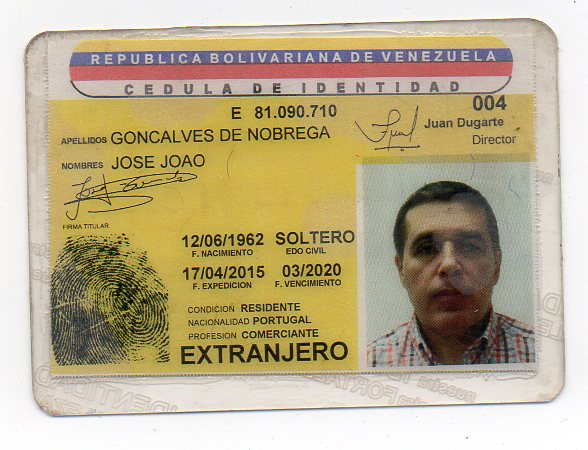 REPUBLICA BOLIVARIANA DE VENEZUELA
CEDULA DE IDENTIDAD
E 81.090.710
004
APELLIDOS GONCALVES DE NOBREGA
Juan Dugarte
Director
NOMBRES JOSE JOAO
FIRMA TITULAR
12/06/1962 SOLTERO
F. NACIMIENTO EDO CIVIL
17/04/2015 03/2020
F. EXPEDICION F. VENCIMIENTO
CONDICION RESIDENTE
NACIONALIDAD PORTUGAL
PROFESION COMERCIANTE
EXTRANJERO